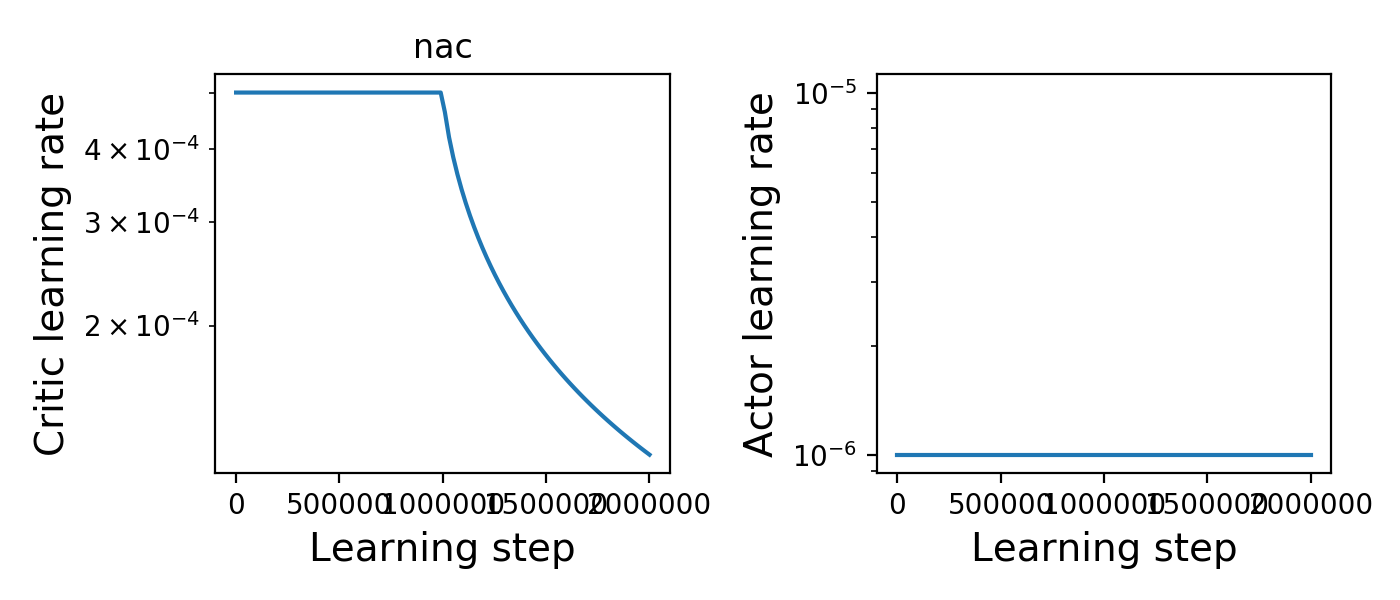 nac
Critic learning rate
4 × 10⁻⁴
3 × 10⁻⁴
2 × 10⁻⁴
0 500000 1000000 1500000 2000000
Learning step
Actor learning rate
10⁻⁵
10⁻⁶
0 500000 1000000 1500000 2000000
Learning step